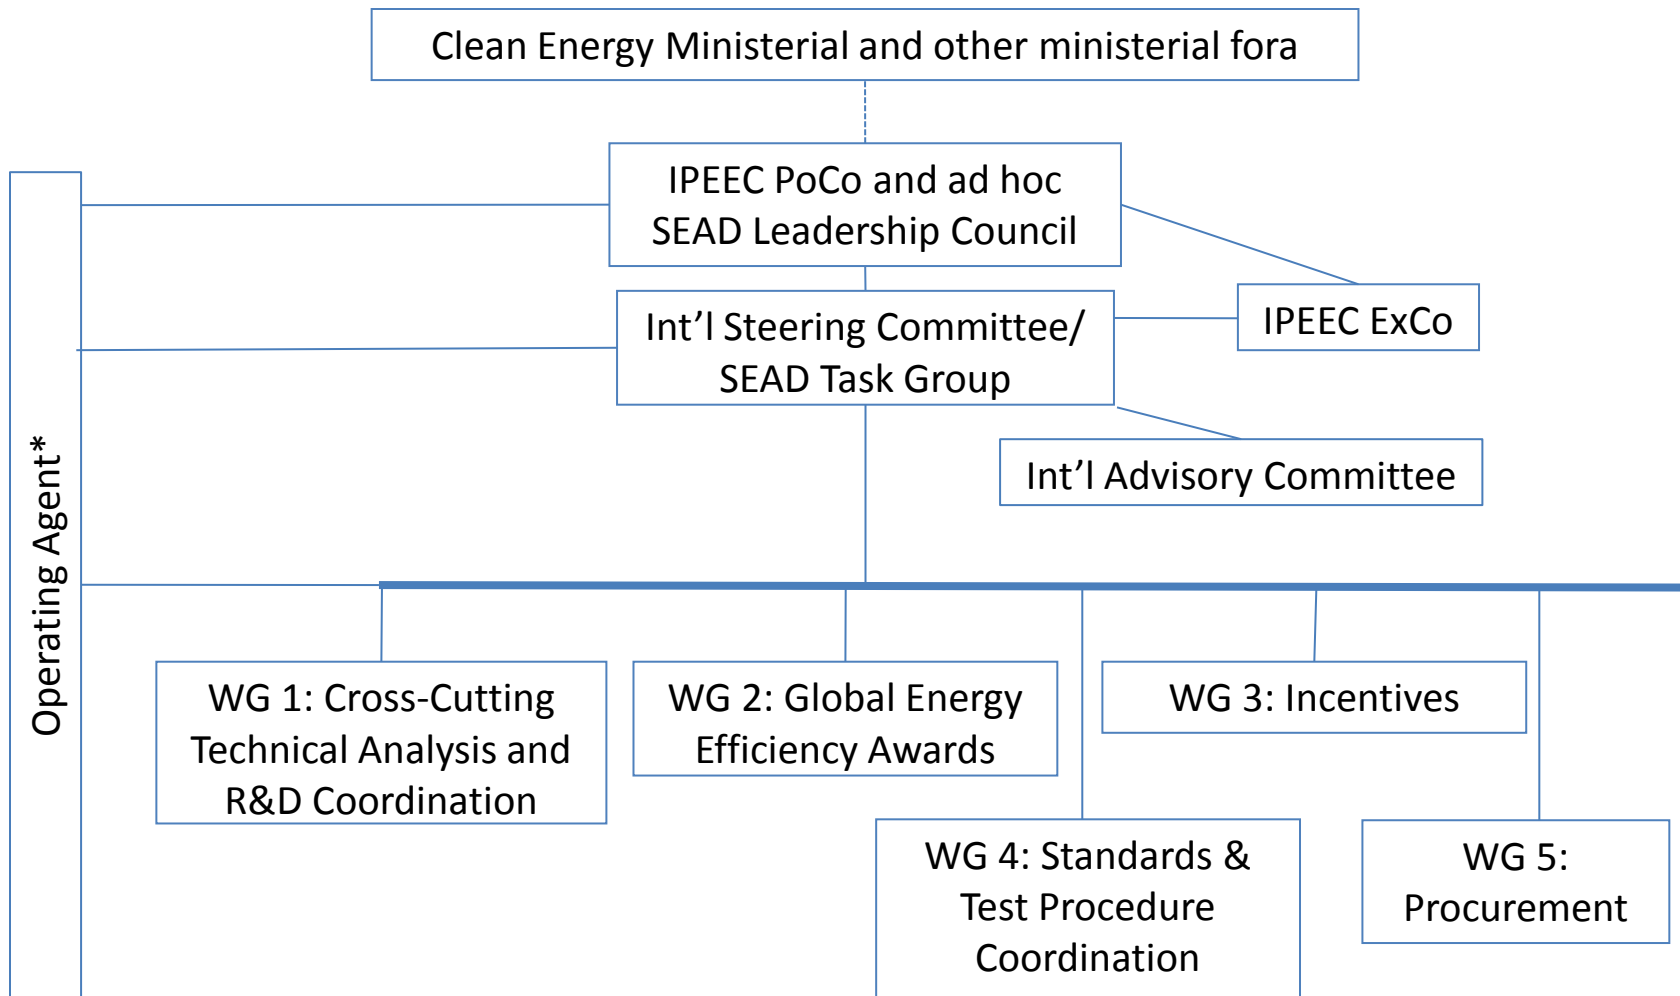 Clean Energy Ministerial and other ministerial fora
IPEEC PoCo and ad hoc
SEAD Leadership Council
Int’l Steering Committee/
SEAD Task Group
IPEEC ExCo
Int’l Advisory Committee
Operating Agent*
WG 1: Cross-Cutting
Technical Analysis and
R&D Coordination
WG 2: Global Energy
Efficiency Awards
WG 3: Incentives
WG 4: Standards &
Test Procedure
Coordination
WG 5:
Procurement